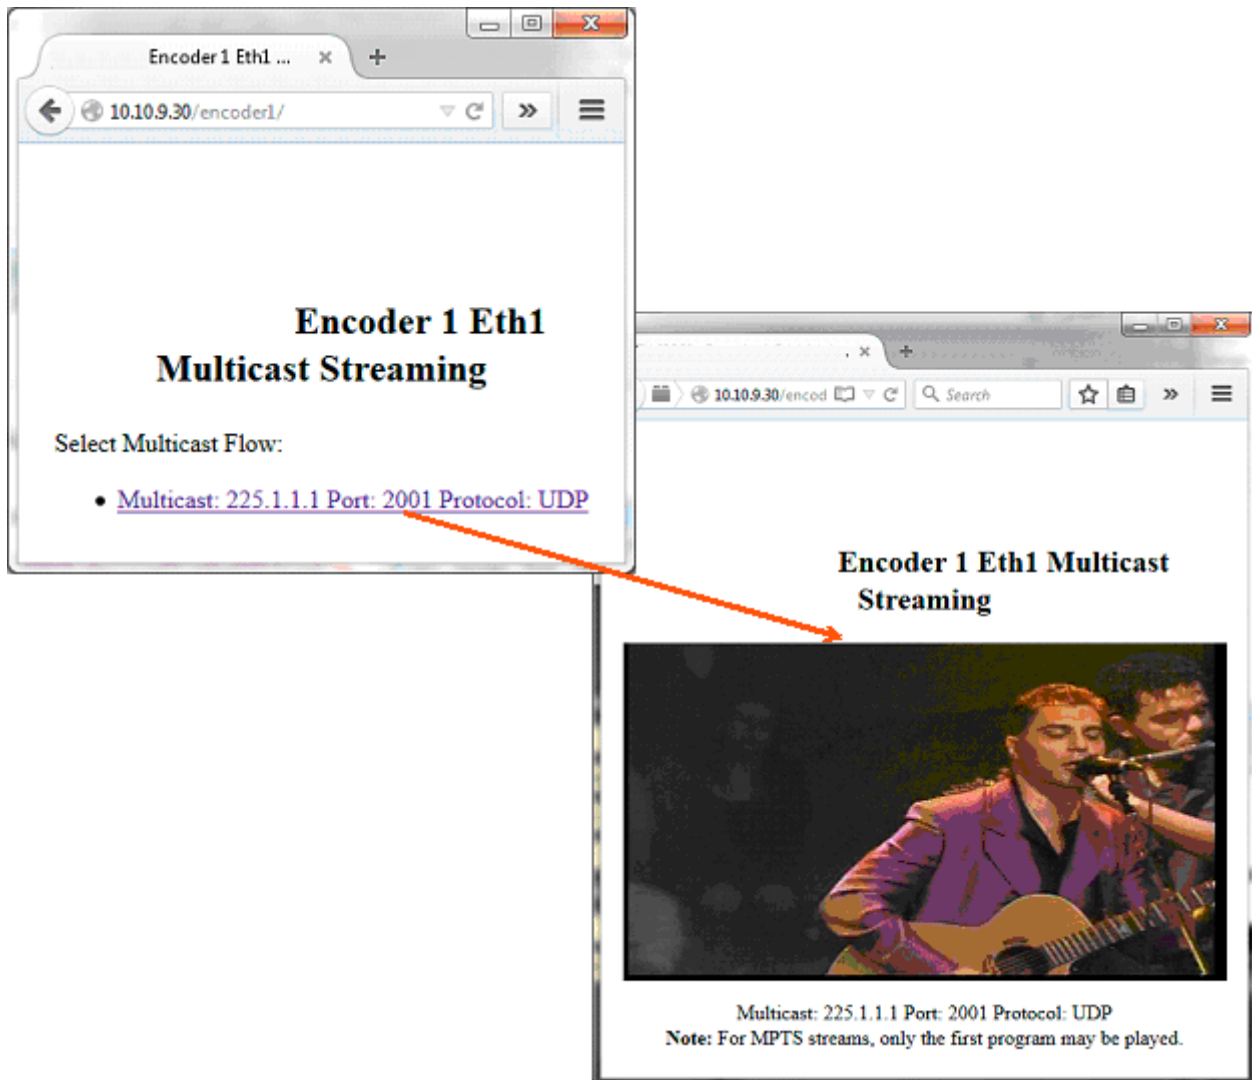 Encoder 1 Eth1 ...
10.10.9.30/encoder1/
Encoder 1 Eth1
Multicast Streaming
Select Multicast Flow:
Multicast: 225.1.1.1 Port: 2001 Protocol: UDP
10.10.9.30/encod
Search
Encoder 1 Eth1 Multicast
Streaming
Multicast: 225.1.1.1 Port: 2001 Protocol: UDP
Note: For MPTS streams, only the first program may be played.